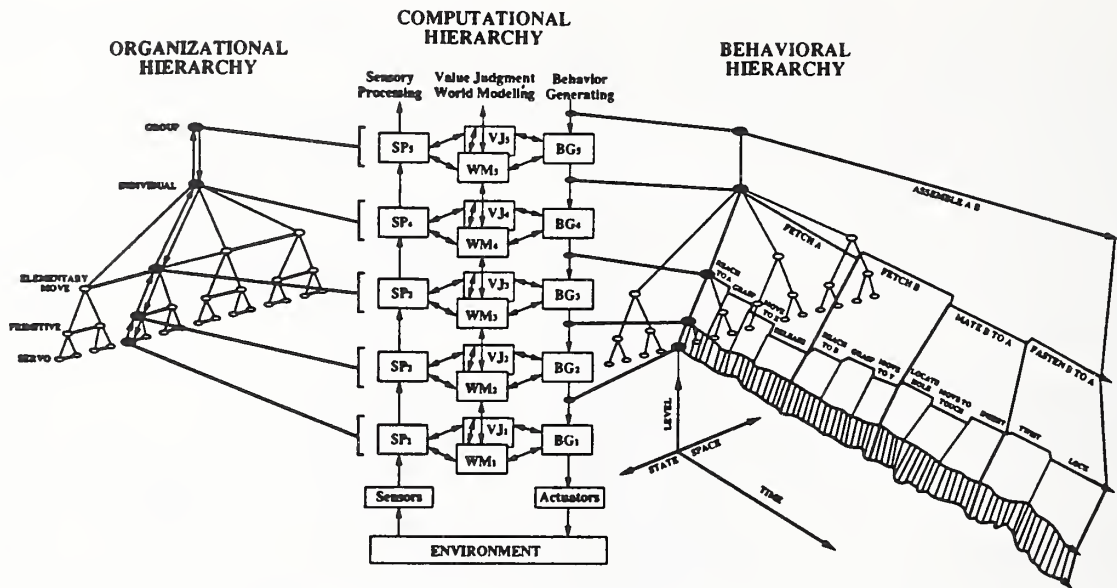 ORGANIZATIONAL
HIERARCHY
COMPUTATIONAL
HIERARCHY
BEHAVIORAL
HIERARCHY
Sensory
Processing
Value Judgment
World Modeling
Behavior
Generating
GROUP
INDIVIDUAL
ELEMENTARY
MOVE
PRIMITIVE
SERVO
SP₅
VJ₅
WM₅
BG₅
SP₄
VJ₄
WM₄
BG₄
SP₃
VJ₃
WM₃
BG₃
SP₂
VJ₂
WM₂
BG₂
SP₁
VJ₁
WM₁
BG₁
Sensors
Actuators
ENVIRONMENT
ASSEMBLE A B
FETCH A
FETCH B
MATE B TO A
FASTEN B TO A
REACH
TO A
GRASP
MOVE
TO X
RELEASE
REACH
TO B
GRASP
MOVE
TO Y
LOCATE
HOLE
MOVE TO
TOUCH
INSERT
TWIST
LOCK
LEVEL
STATE SPACE
TIME